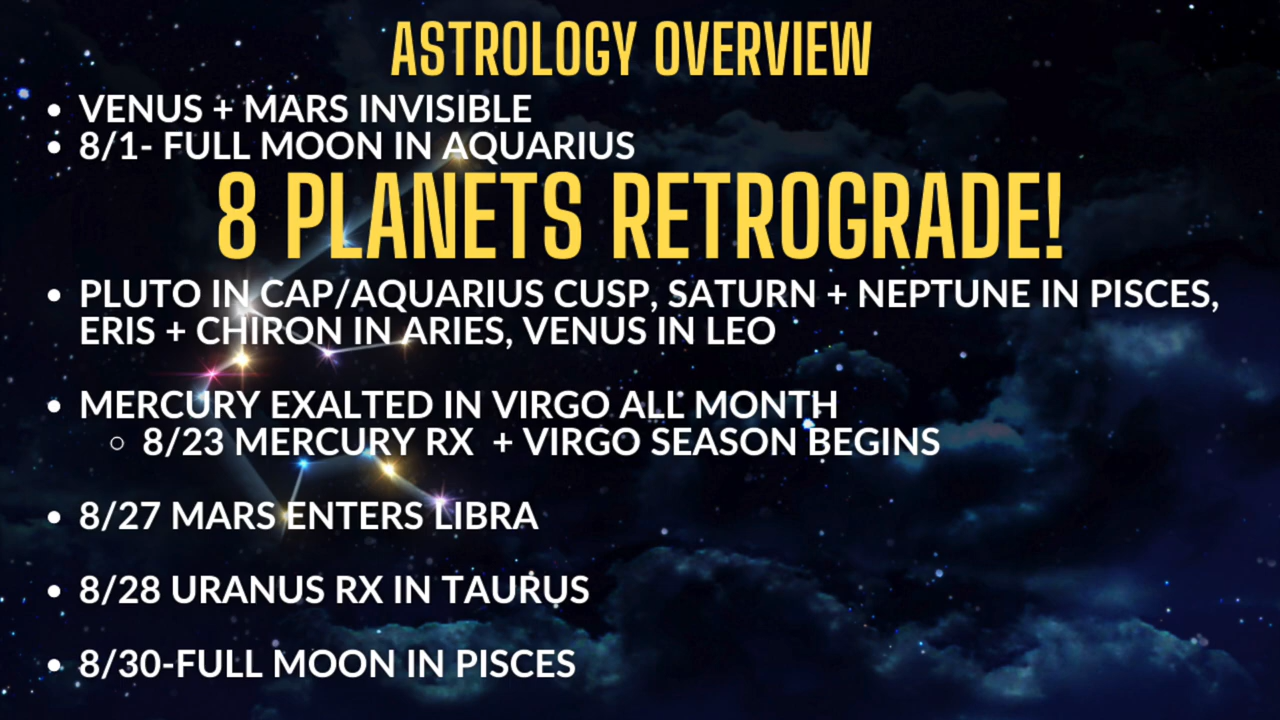 ASTROLOGY OVERVIEW
• VENUS + MARS INVISIBLE
• 8/1- FULL MOON IN AQUARIUS
8 PLANETS RETROGRADE!
• PLUTO IN CAP/AQUARIUS CUSP, SATURN + NEPTUNE IN PISCES,
ERIS + CHIRON IN ARIES, VENUS IN LEO
• MERCURY EXALTED IN VIRGO ALL MONTH
○ 8/23 MERCURY RX + VIRGO SEASON BEGINS
• 8/27 MARS ENTERS LIBRA
• 8/28 URANUS RX IN TAURUS
• 8/30-FULL MOON IN PISCES